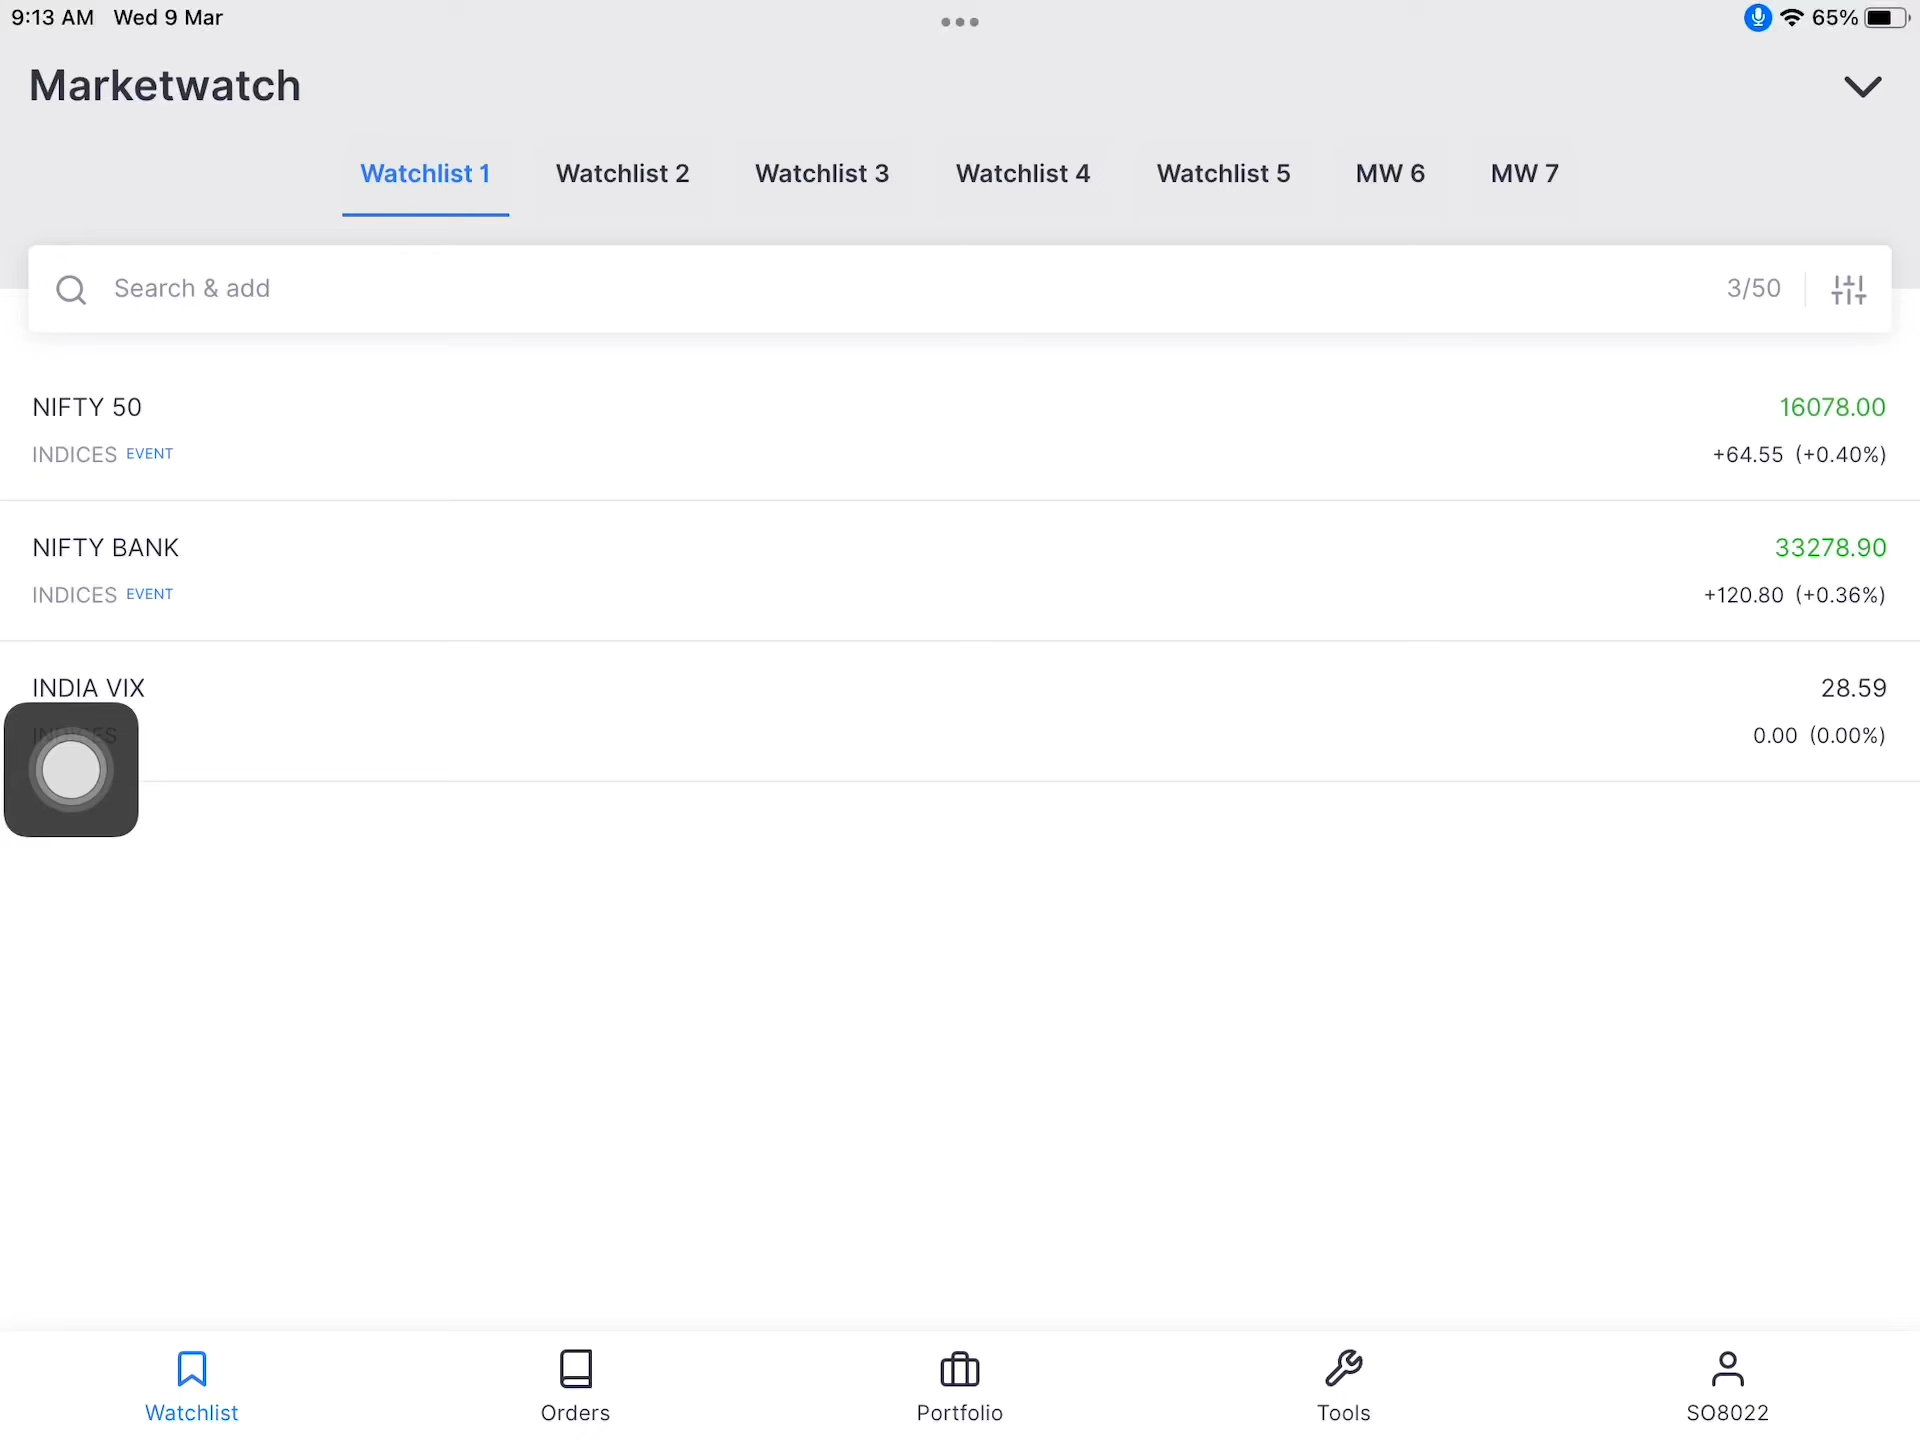 9:13 AM Wed 9 Mar
65%
Marketwatch
Watchlist 1 Watchlist 2 Watchlist 3 Watchlist 4 Watchlist 5 MW 6 MW 7
Search & add 3/50
NIFTY 50 16078.00
INDICES EVENT +64.55 (+0.40%)
NIFTY BANK 33278.90
INDICES EVENT +120.80 (+0.36%)
INDIA VIX 28.59
INDICES 0.00 (0.00%)
Watchlist Orders Portfolio Tools SO8022